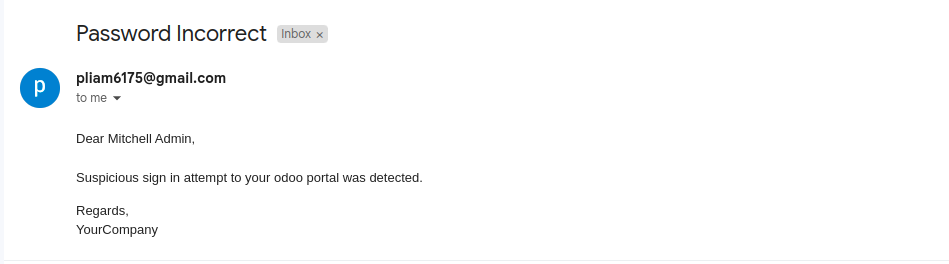 Password Incorrect Inbox ×
p
pliam6175@gmail.com
to me
Dear Mitchell Admin,
Suspicious sign in attempt to your odoo portal was detected.
Regards,
YourCompany